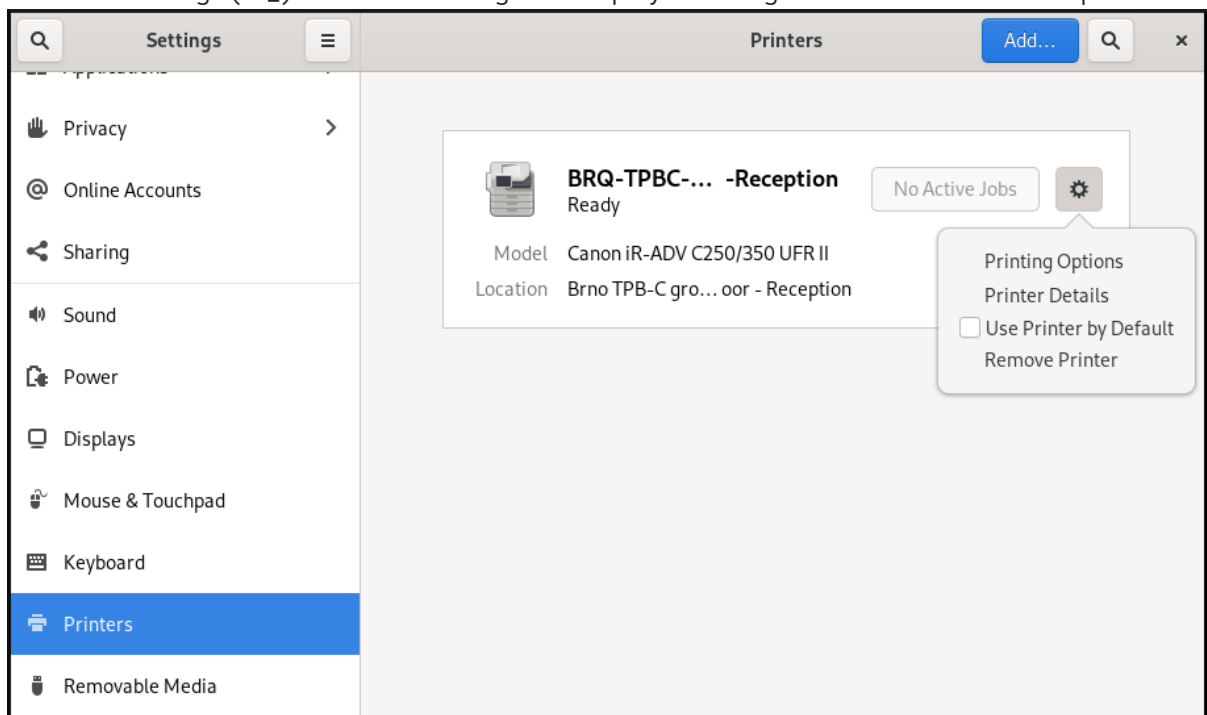 Settings
Printers
Add...
Privacy
Online Accounts
Sharing
Sound
Power
Displays
Mouse & Touchpad
Keyboard
Printers
Removable Media
BRQ-TPBC-... -Reception
Ready
No Active Jobs
Model Canon iR-ADV C250/350 UFR II
Location Brno TPB-C gro... oor - Reception
Printing Options
Printer Details
Use Printer by Default
Remove Printer